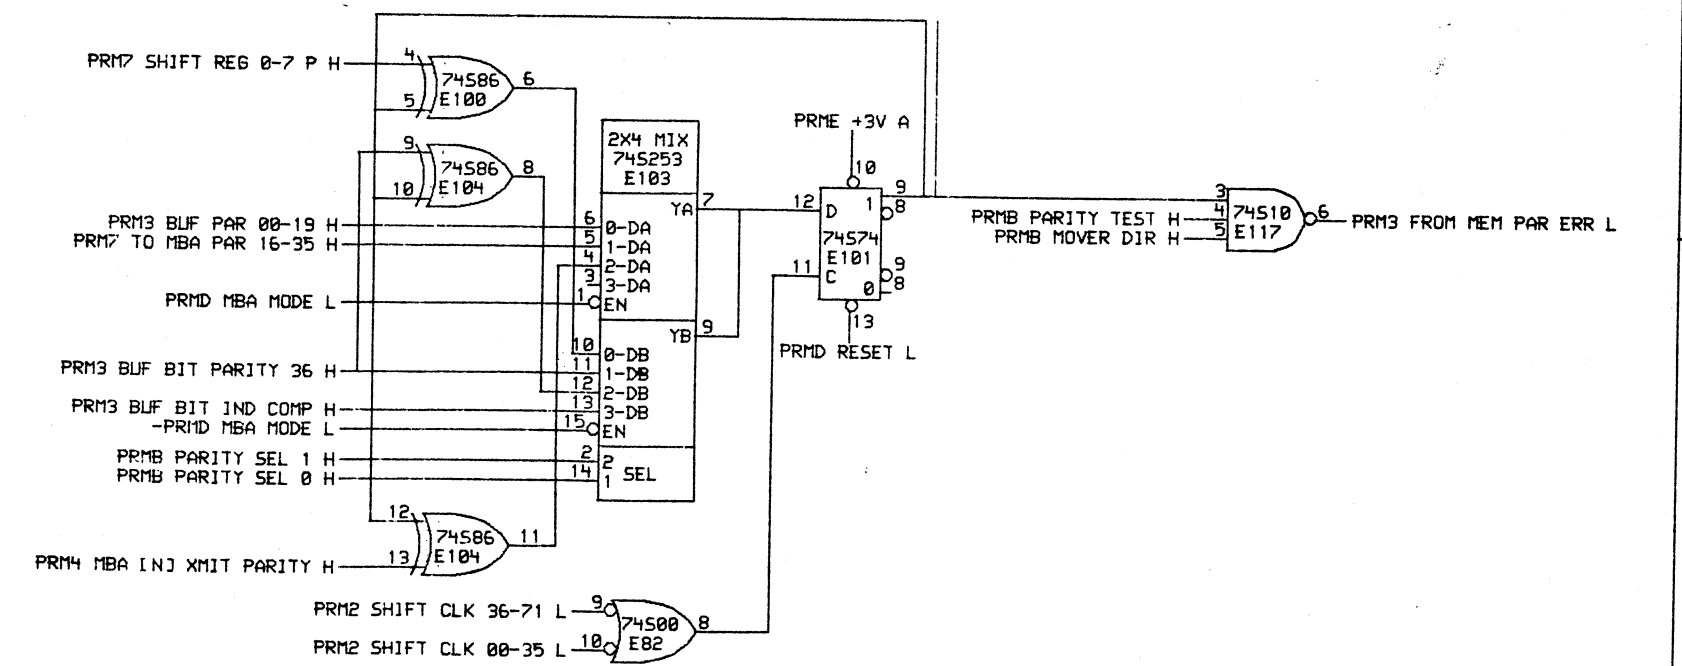 PRM7 SHIFT REG 0-7 P H
4
5
74S86
E100
6
9
10
74S86
E104
8
2X4 MIX
74S253
E103
YA
7
PRM3 BUF PAR 00-19 H
6
0-DA
PRM7 TO MBA PAR 16-35 H
5
1-DA
4
2-DA
3
3-DA
PRMD MBA MODE L
1
EN
YB
9
10
0-DB
PRM3 BUF BIT PARITY 36 H
11
1-DB
12
2-DB
PRM3 BUF BIT IND COMP H
13
3-DB
-PRMD MBA MODE L
15
EN
PRMB PARITY SEL 1 H
2
2
PRMB PARITY SEL 0 H
14
1
SEL
12
13
74S86
E104
11
PRM4 MBA [N] XMIT PARITY H
PRM2 SHIFT CLK 36-71 L
9
PRM2 SHIFT CLK 00-35 L
10
74S00
E82
8
PRME +3V A
10
12
D
1
9
8
74S74
E101
11
C
0
9
8
13
PRMD RESET L
3
PRMB PARITY TEST H
4
PRMB MOVER DIR H
5
74S10
E117
6
PRM3 FROM MEM PAR ERR L